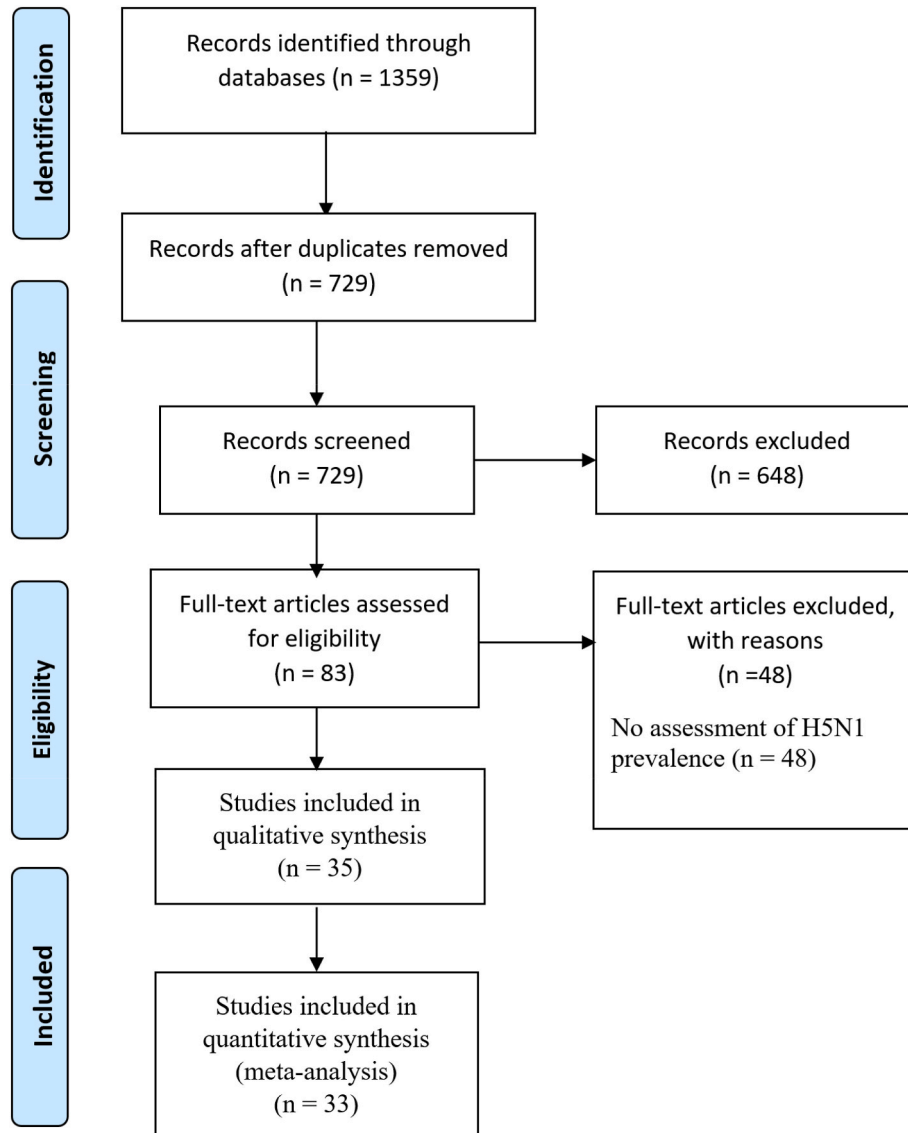 Identification
Records identified through
databases (n = 1359)
Records after duplicates removed
(n = 729)
Screening
Records screened
(n = 729)
Records excluded
(n = 648)
Eligibility
Full-text articles assessed
for eligibility
(n = 83)
Full-text articles excluded,
with reasons
(n =48)
No assessment of H5N1
prevalence (n = 48)
Studies included in
qualitative synthesis
(n = 35)
Included
Studies included in
quantitative synthesis
(meta-analysis)
(n = 33)